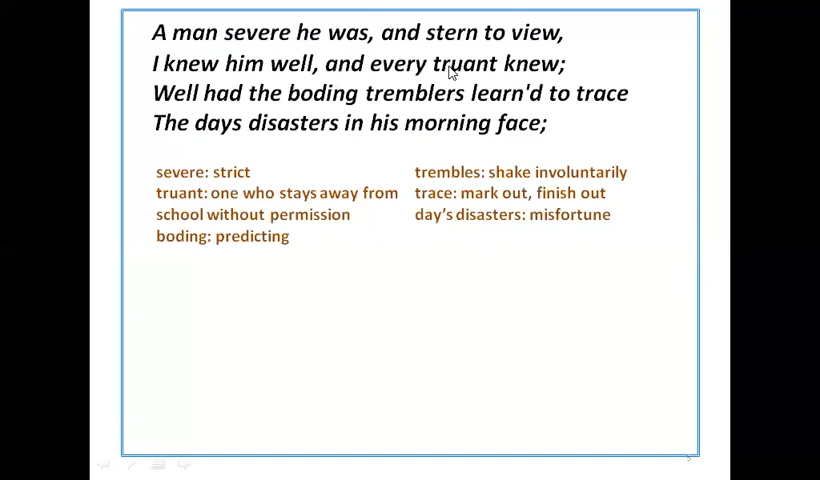 A man severe he was, and stern to view,
I knew him well, and every truant knew;
Well had the boding tremblers learn'd to trace
The days disasters in his morning face;
severe: strict
truant: one who stays away from
school without permission
boding: predicting
trembles: shake involuntarily
trace: mark out, finish out
day's disasters: misfortune